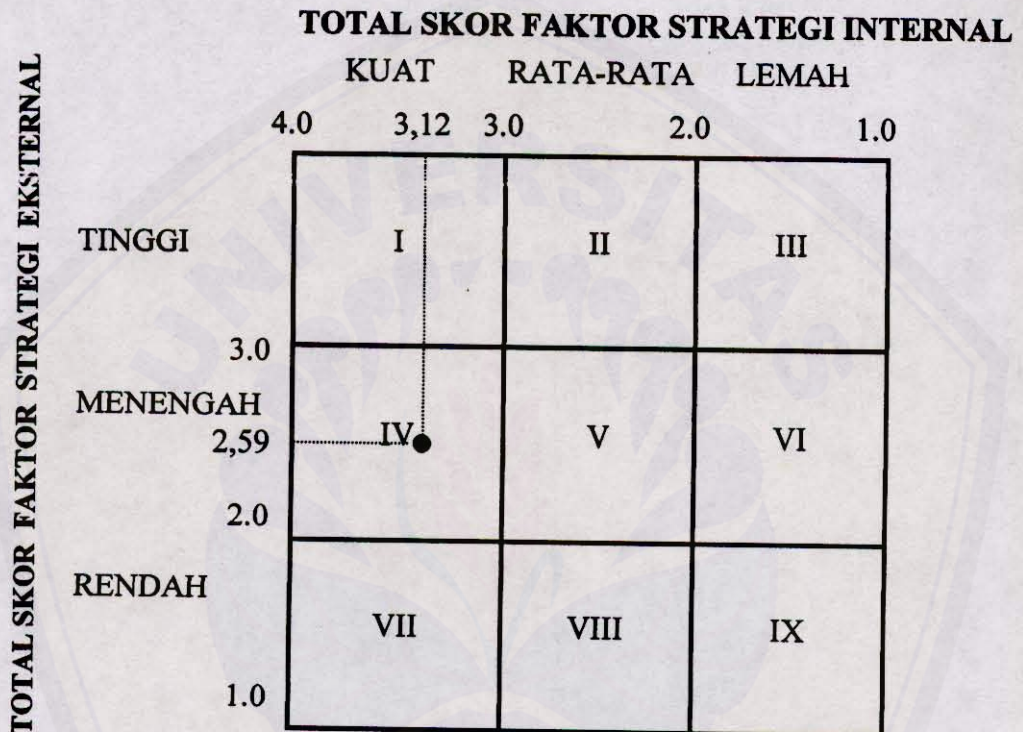 TOTAL SKOR FAKTOR STRATEGI INTERNAL
KUAT RATA-RATA LEMAH
4.0 3,12 3.0 2.0 1.0
TOTAL SKOR FAKTOR STRATEGI EKSTERNAL
TINGGI I II III
3.0
MENENGAH
2,59 IV V VI
2.0
RENDAH
VII VIII IX
1.0
UNIVERSITAS